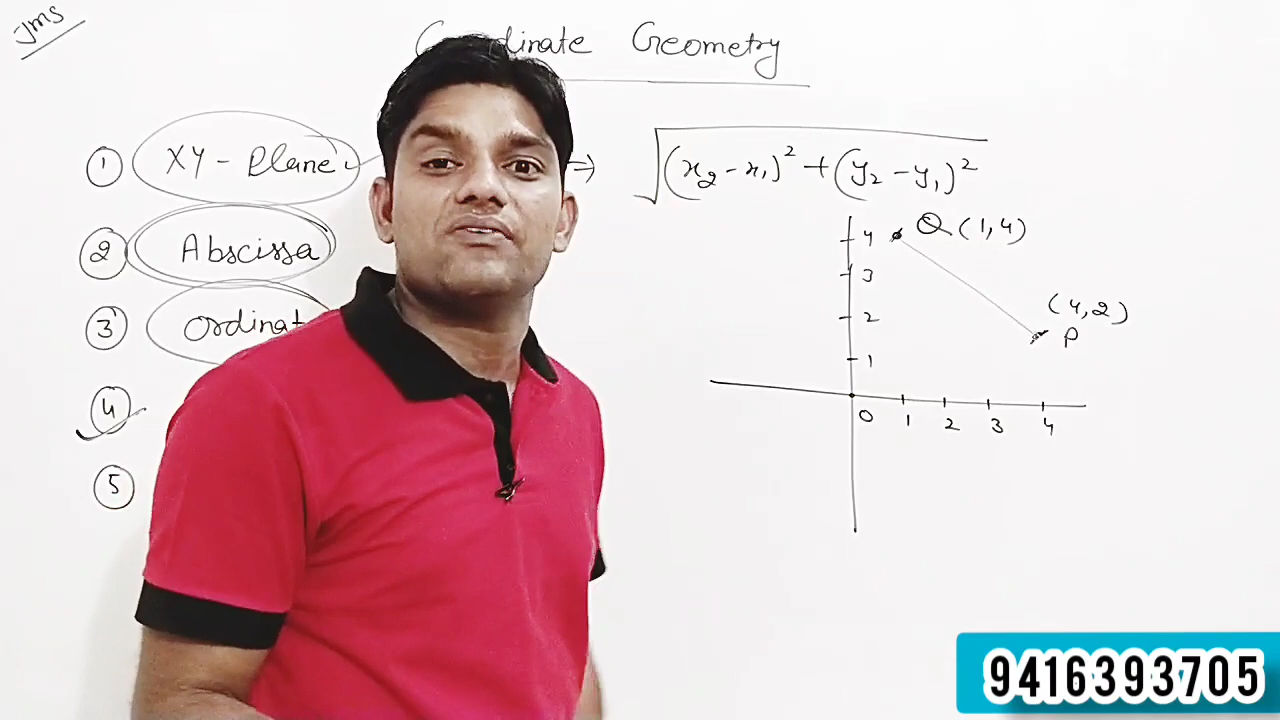 JMS
Coordinate Geometry
① XY - Plane
② Abscissa
③ Ordinat
④
⑤
→ √(x₂-x₁)² + (y₂-y₁)²
4 Q (1,4)
3
(4,2)
2 P
1
0 1 2 3 4
9416393705